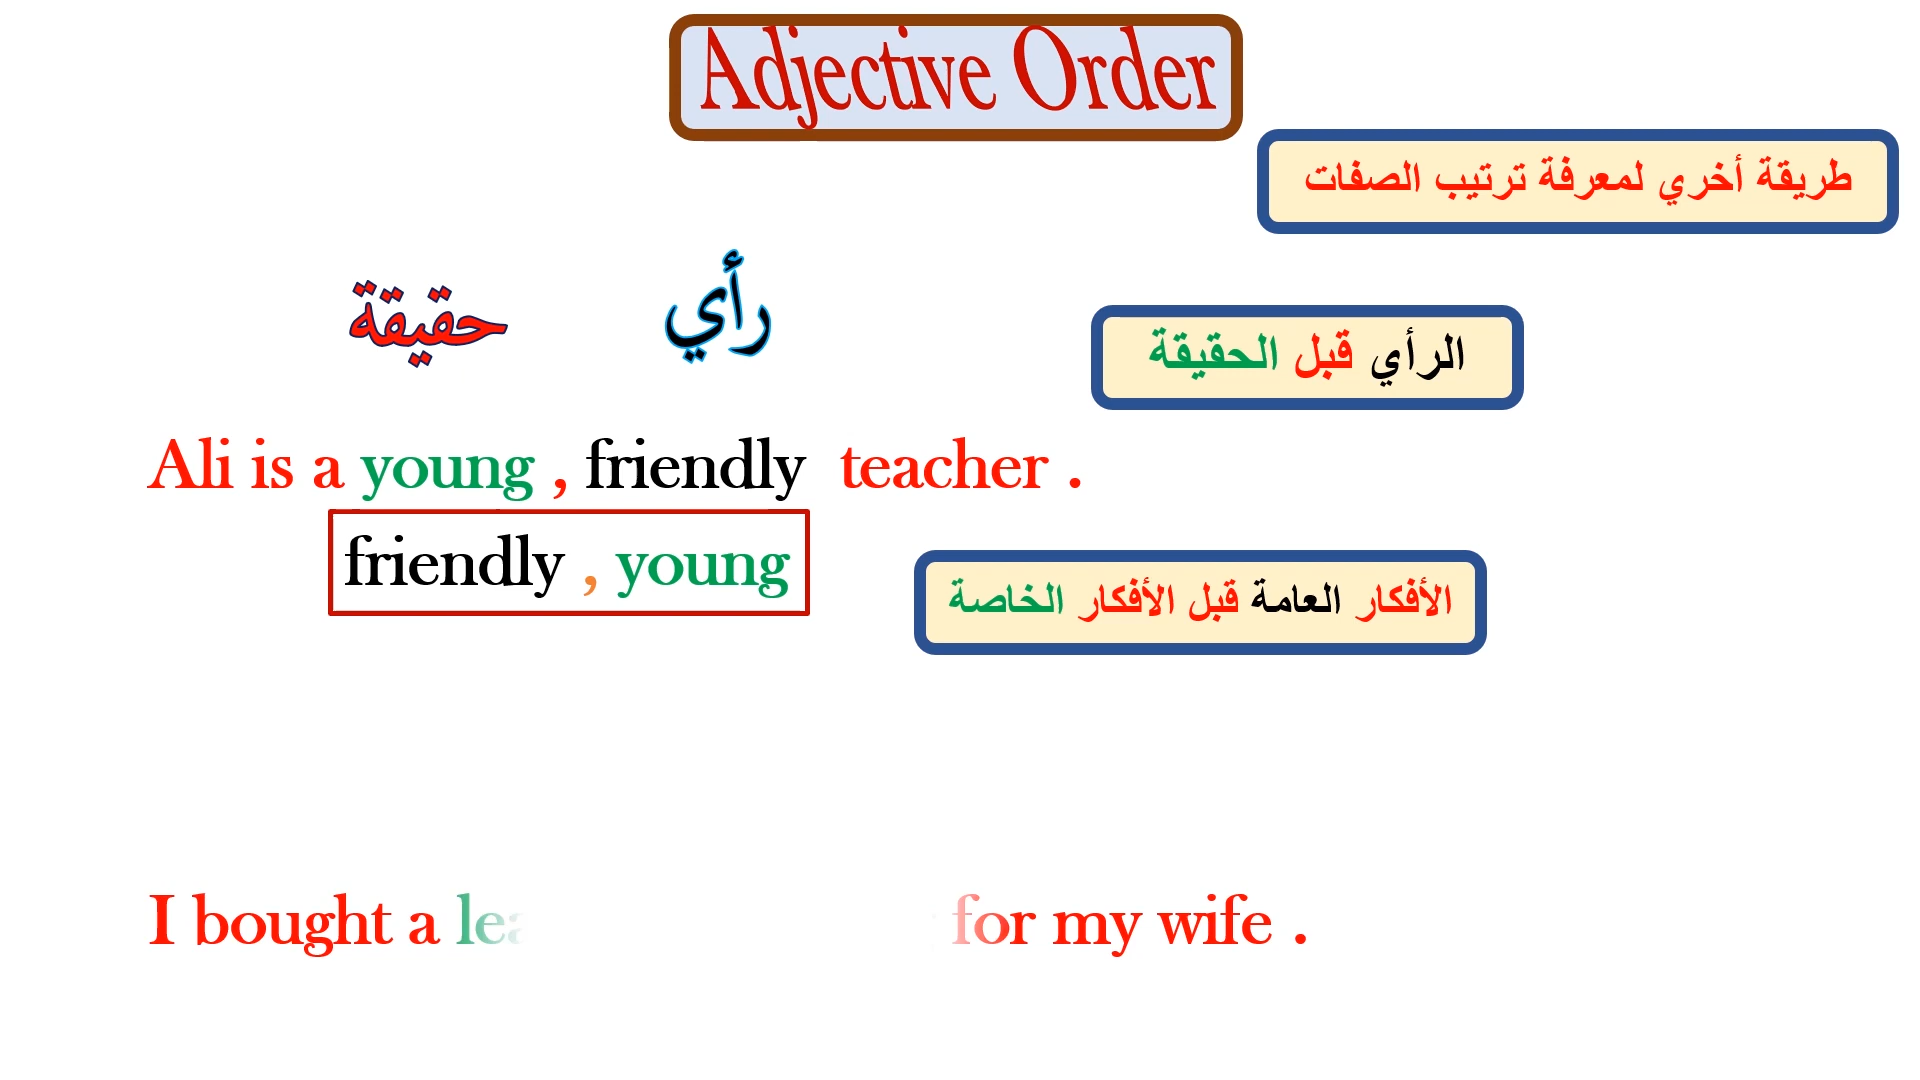 Adjective Order
طريقة أخري لمعرفة ترتيب الصفات
حقيقة
رأي
الرأي قبل الحقيقة
Ali is a young , friendly teacher .
friendly , young
الأفكار العامة قبل الأفكار الخاصة
I bought a
for my wife .